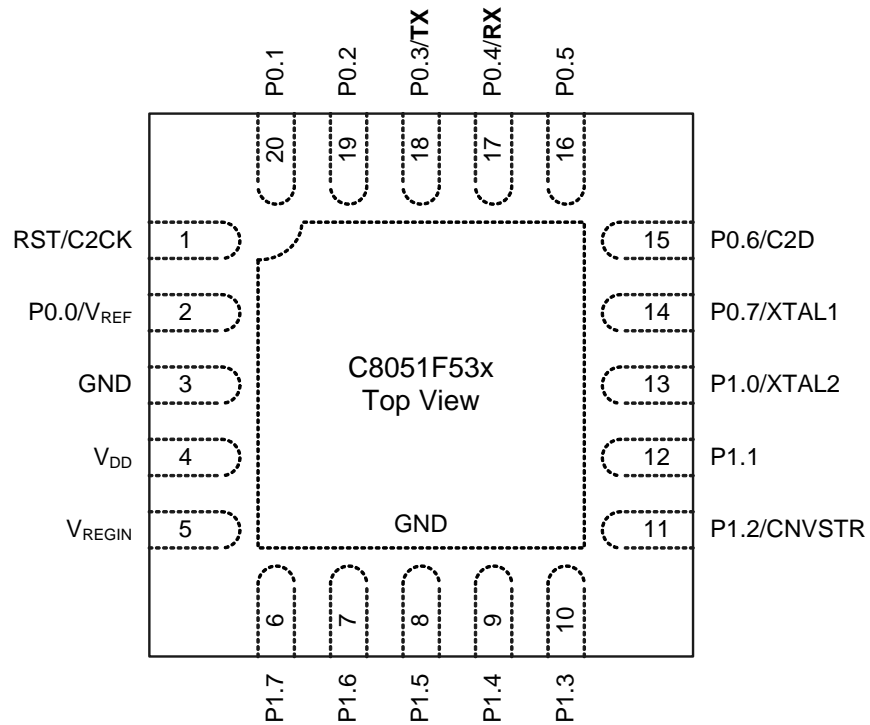 P0.1
P0.2
P0.3/TX
P0.4/RX
P0.5
20
19
18
17
16
RST/C2CK 1
15 P0.6/C2D
P0.0/VREF 2
14 P0.7/XTAL1
GND 3
13 P1.0/XTAL2
C8051F53x
Top View
VDD 4
12 P1.1
VREGIN 5
11 P1.2/CNVSTR
GND
6
7
8
9
10
P1.7
P1.6
P1.5
P1.4
P1.3